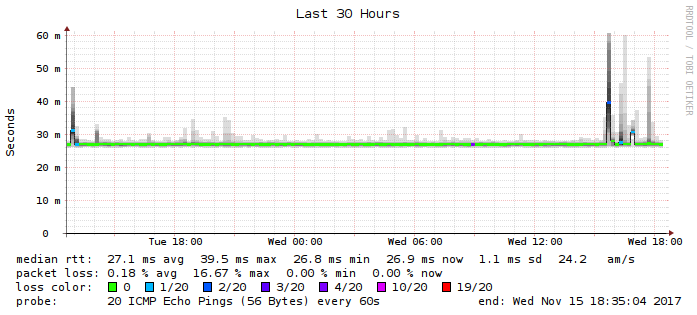 Last 30 Hours
RRDTOOL / TOBI OETIKER
Seconds
60 m
50 m
40 m
30 m
20 m
10 m
0
Tue 18:00 Wed 00:00 Wed 06:00 Wed 12:00 Wed 18:00
median rtt: 27.1 ms avg 39.5 ms max 26.8 ms min 26.9 ms now 1.1 ms sd 24.2 am/s
packet loss: 0.18 % avg 16.67 % max 0.00 % min 0.00 % now
loss color: 0 1/20 2/20 3/20 4/20 10/20 19/20
probe: 20 ICMP Echo Pings (56 Bytes) every 60s end: Wed Nov 15 18:35:04 2017